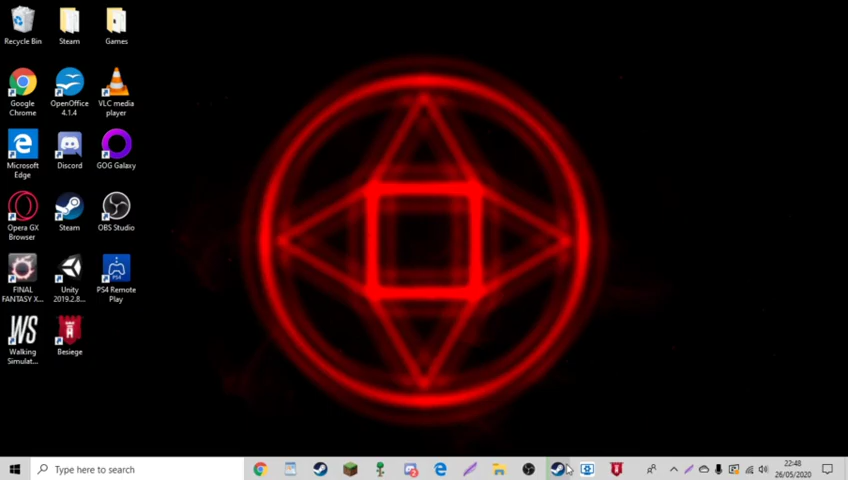 Recycle Bin
Steam
Games
Google
Chrome
OpenOffice
4.1.4
VLC media
player
Microsoft
Edge
Discord
GOG Galaxy
Opera GX
Browser
Steam
OBS Studio
FINAL
FANTASY X...
Unity
2019.2.8...
PS4 Remote
Play
WS
Walking
Simulat...
Besiege
Type here to search
22:48
26/05/2020